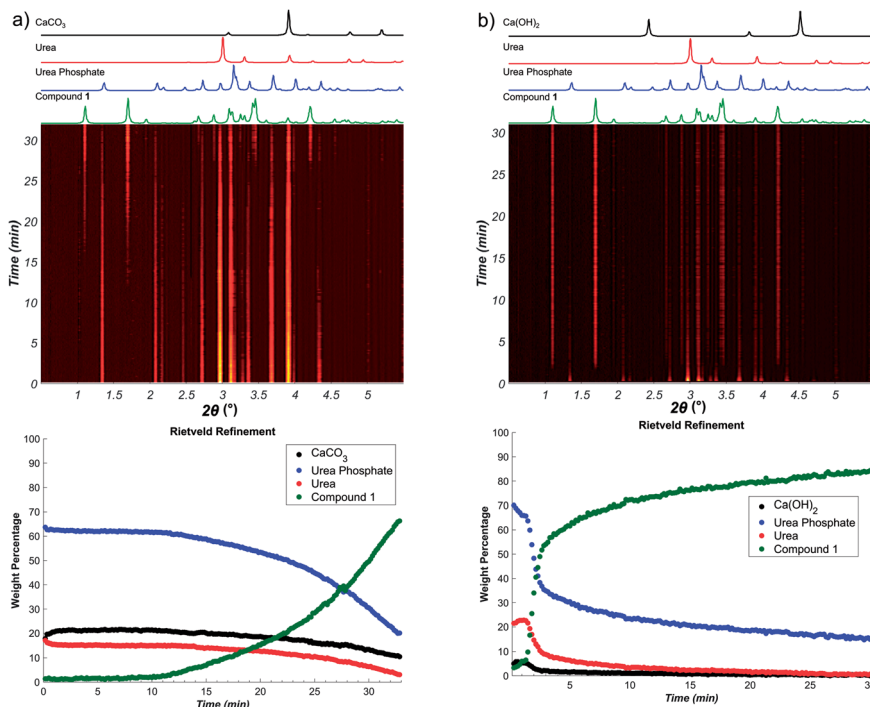 a)
CaCO3
Urea
Urea Phosphate
Compound 1
Time (min)
30
25
20
15
10
5
0
1 1.5 2 2.5 3 3.5 4 4.5 5
2θ (°)
Rietveld Refinement
Weight Percentage
100
90
80
70
60
50
40
30
20
10
0
CaCO3
Urea Phosphate
Urea
Compound 1
0 10 20 30
Time (min)
b)
Ca(OH)2
Urea
Urea Phosphate
Compound 1
Time (min)
30
25
20
15
10
5
0
1 1.5 2 2.5 3 3.5 4 4.5 5
2θ (°)
Rietveld Refinement
Weight Percentage
100
90
80
70
60
50
40
30
20
10
0
Ca(OH)2
Urea Phosphate
Urea
Compound 1
5 10 15 20 25 30
Time (min)